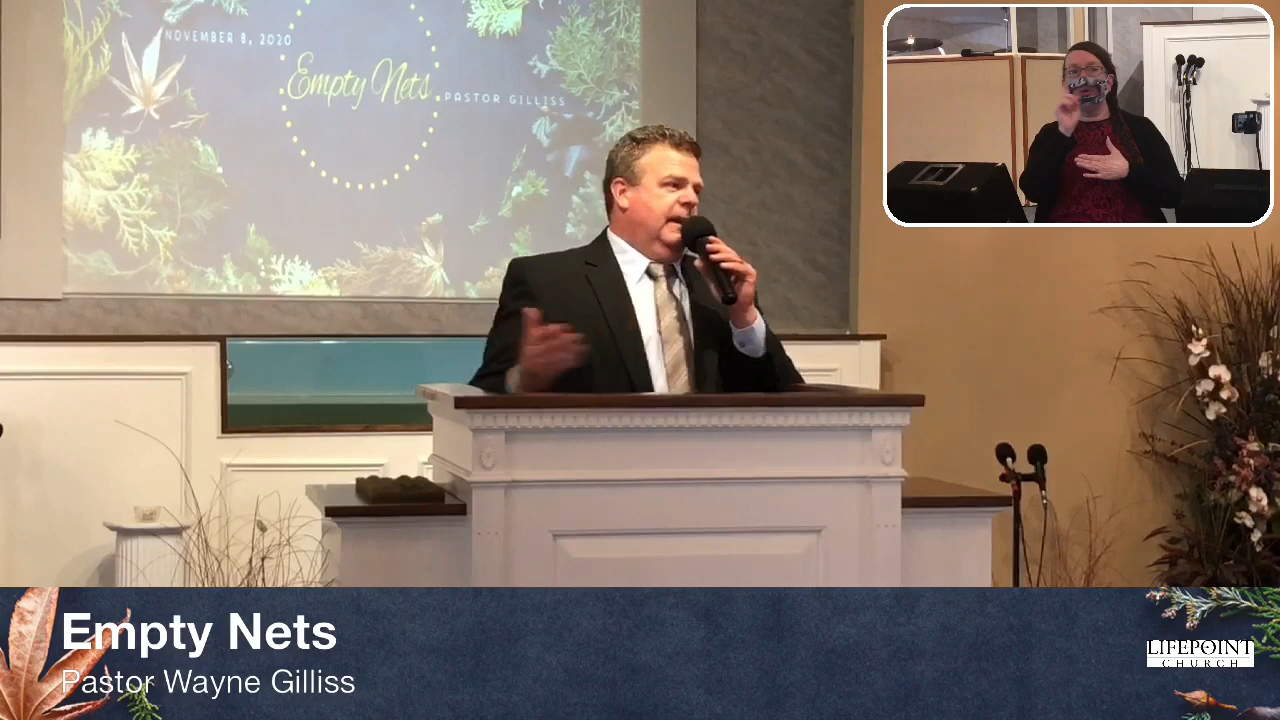 NOVEMBER 8, 2020
Empty Nets
PASTOR GILLISS
Empty Nets
Pastor Wayne Gilliss
LIFEPOINT
CHURCH